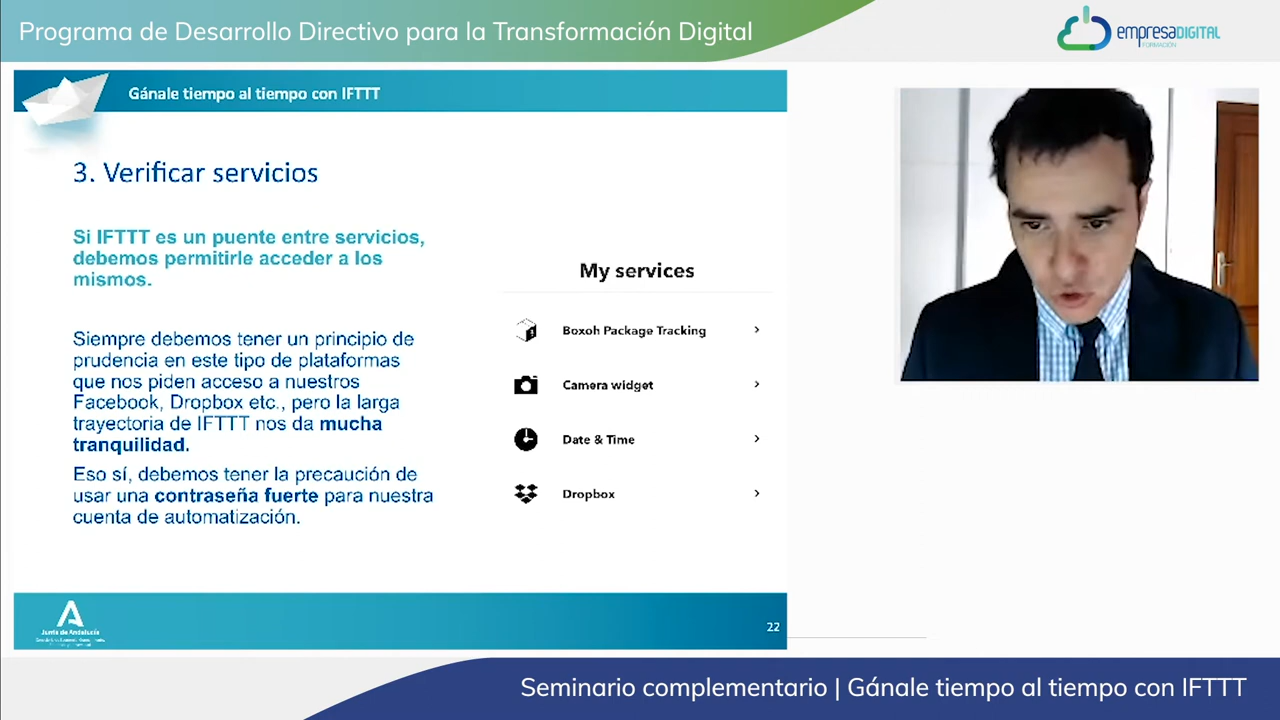 Programa de Desarrollo Directivo para la Transformación Digital
empresaDIGITAL
FORMACIÓN
Gánale tiempo al tiempo con IFTTT
3. Verificar servicios
Si IFTTT es un puente entre servicios,
debemos permitirle acceder a los
mismos.
Siempre debemos tener un principio de
prudencia en este tipo de plataformas
que nos piden acceso a nuestros
Facebook, Dropbox etc., pero la larga
trayectoria de IFTTT nos da mucha
tranquilidad.
Eso sí, debemos tener la precaución de
usar una contraseña fuerte para nuestra
cuenta de automatización.
My services
Boxoh Package Tracking
Camera widget
Date & Time
Dropbox
Junta de Andalucía
22
Seminario complementario | Gánale tiempo al tiempo con IFTTT